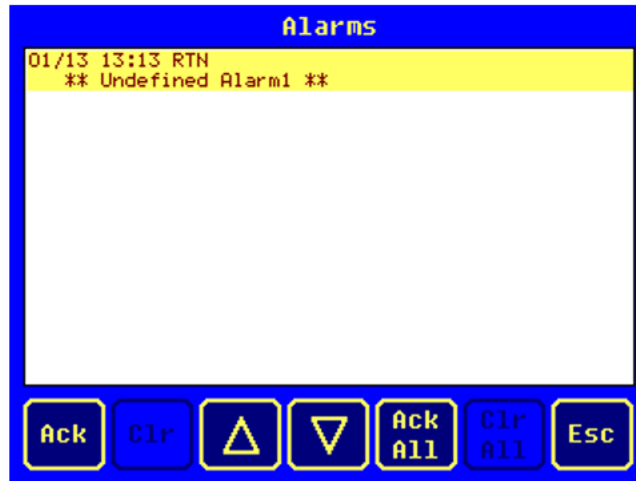 Alarms
01/13 13:13 RTN
** Undefined Alarm1 **
Ack Clr Ack Clr Esc
All All